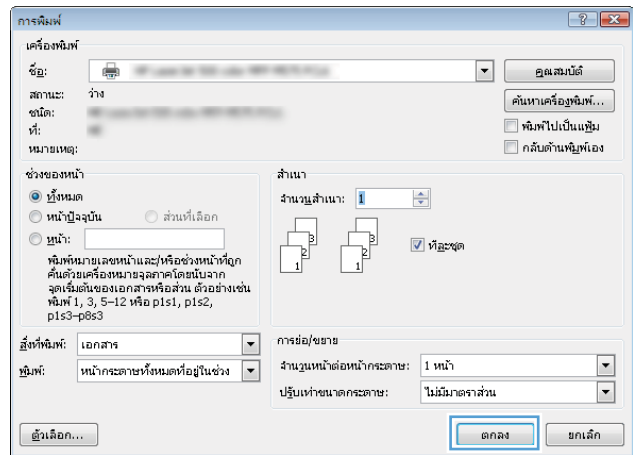 การพิมพ์
เครื่องพิมพ์
ชื่อ:
คุณสมบัติ
สถานะ: ว่าง
ชนิด:
ค้นหาเครื่องพิมพ์...
ที่:
พิมพ์ไปเป็นแฟ้ม
หมายเหตุ:
กลับด้านพิมพ์เอง
ช่วงของหน้า
ทั้งหมด
หน้าปัจจุบัน ส่วนที่เลือก
หน้า:
พิมพ์หมายเลขหน้าและ/หรือช่วงหน้าที่ถูก
คั่นด้วยเครื่องหมายจุลภาคโดยนับจาก
จุดเริ่มต้นของเอกสารหรือส่วน ตัวอย่างเช่น
พิมพ์ 1, 3, 5–12 หรือ p1s1, p1s2,
p1s3–p8s3
สำเนา
จำนวนสำเนา: 1
3 3
2 2
1 1
ทีละชุด
สิ่งที่พิมพ์: เอกสาร
พิมพ์: หน้ากระดาษทั้งหมดที่อยู่ในช่วง
การย่อ/ขยาย
จำนวนหน้าต่อหน้ากระดาษ: 1 หน้า
ปรับเท่าขนาดกระดาษ: ไม่มีมาตราส่วน
ตัวเลือก...
ตกลง
ยกเลิก